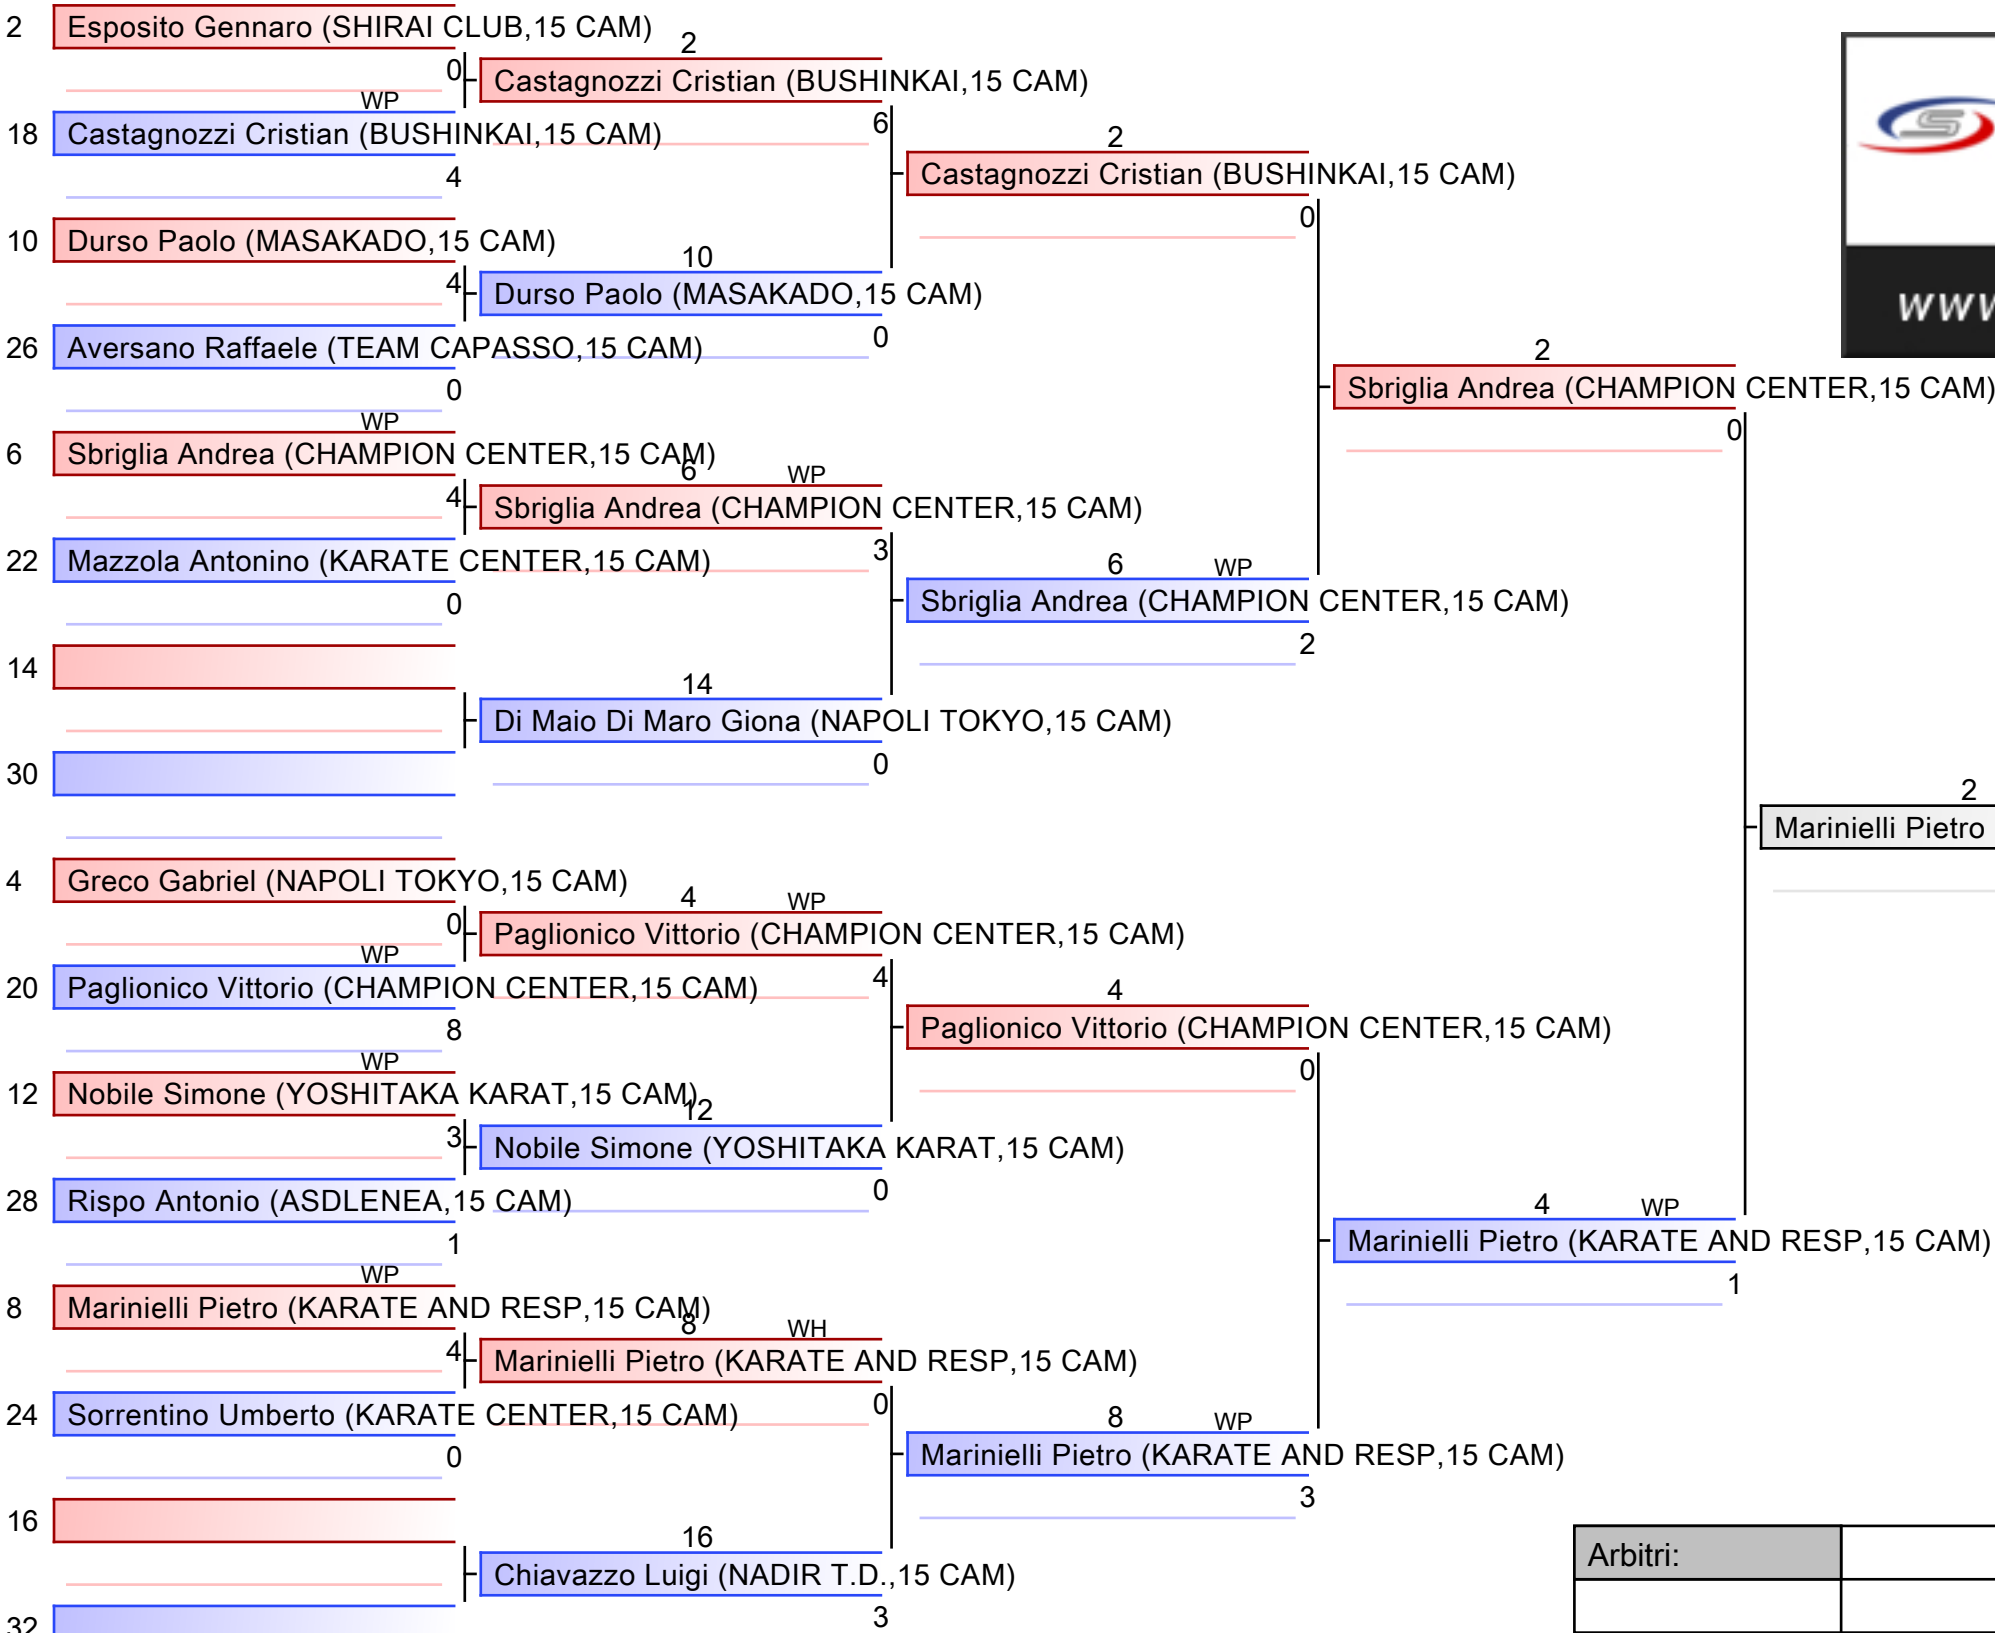 2 Esposito Gennaro (SHIRAI CLUB,15 CAM)
2
0 Castagnozzi Cristian (BUSHINKAI,15 CAM)
WP
18 Castagnozzi Cristian (BUSHINKAI,15 CAM)
6
2
Castagnozzi Cristian (BUSHINKAI,15 CAM)
4
0
10 Durso Paolo (MASAKADO,15 CAM)
10
4 Durso Paolo (MASAKADO,15 CAM)
0
26 Aversano Raffaele (TEAM CAPASSO,15 CAM)
2
Sbriglia Andrea (CHAMPION CENTER,15 CAM)
0
0
WP
6 Sbriglia Andrea (CHAMPION CENTER,15 CAM)
6 WP
4 Sbriglia Andrea (CHAMPION CENTER,15 CAM)
3
22 Mazzola Antonino (KARATE CENTER,15 CAM)
6 WP
0 Sbriglia Andrea (CHAMPION CENTER,15 CAM)
2
14
14
Di Maio Di Maro Giona (NAPOLI TOKYO,15 CAM)
0
30
2
Marinielli Pietro
4 Greco Gabriel (NAPOLI TOKYO,15 CAM)
4 WP
0 Paglionico Vittorio (CHAMPION CENTER,15 CAM)
WP
20 Paglionico Vittorio (CHAMPION CENTER,15 CAM)
4
4
8 Paglionico Vittorio (CHAMPION CENTER,15 CAM)
0
WP
12 Nobile Simone (YOSHITAKA KARAT,15 CAM)
12
3 Nobile Simone (YOSHITAKA KARAT,15 CAM)
0
28 Rispo Antonio (ASDLENEA,15 CAM)
4 WP
1 Marinielli Pietro (KARATE AND RESP,15 CAM)
1
WP
8 Marinielli Pietro (KARATE AND RESP,15 CAM)
8 WH
4 Marinielli Pietro (KARATE AND RESP,15 CAM)
0
24 Sorrentino Umberto (KARATE CENTER,15 CAM)
8 WP
0 Marinielli Pietro (KARATE AND RESP,15 CAM)
3
16
16
Chiavazzo Luigi (NADIR T.D.,15 CAM)
3
32
Arbitri:
S
www